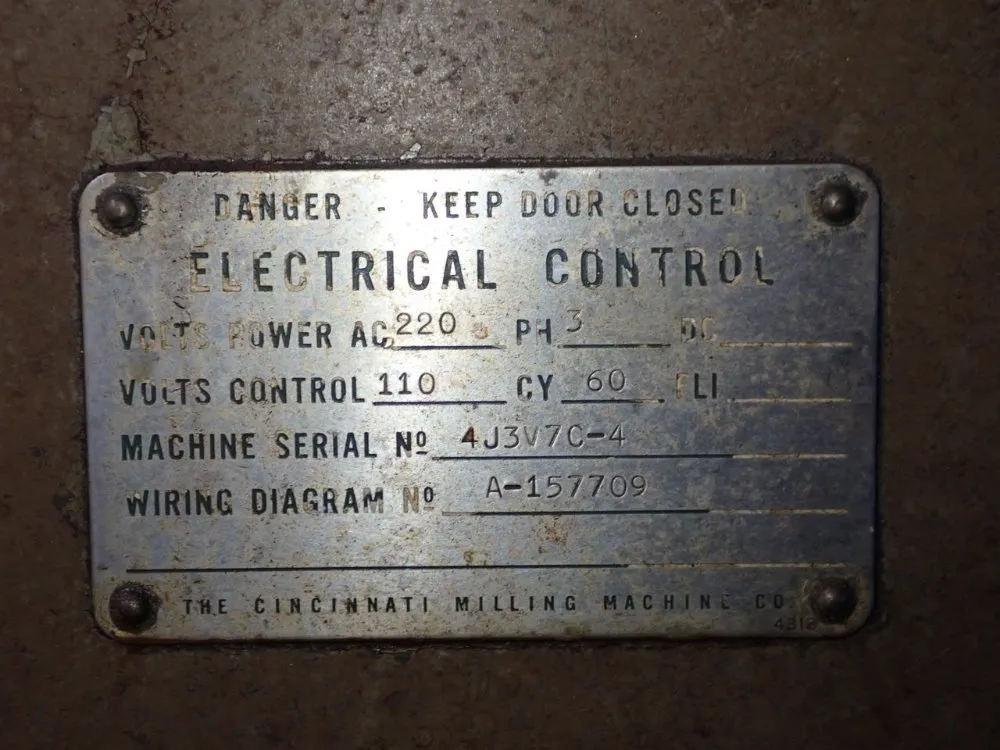 DANGER - KEEP DOOR CLOSED
ELECTRICAL CONTROL
VOLTS POWER AC 220 PH 3 DC
VOLTS CONTROL 110 CY 60 FLI
MACHINE SERIAL Nº 4J3V7C-4
WIRING DIAGRAM Nº A-157709
THE CINCINNATI MILLING MACHINE CO.